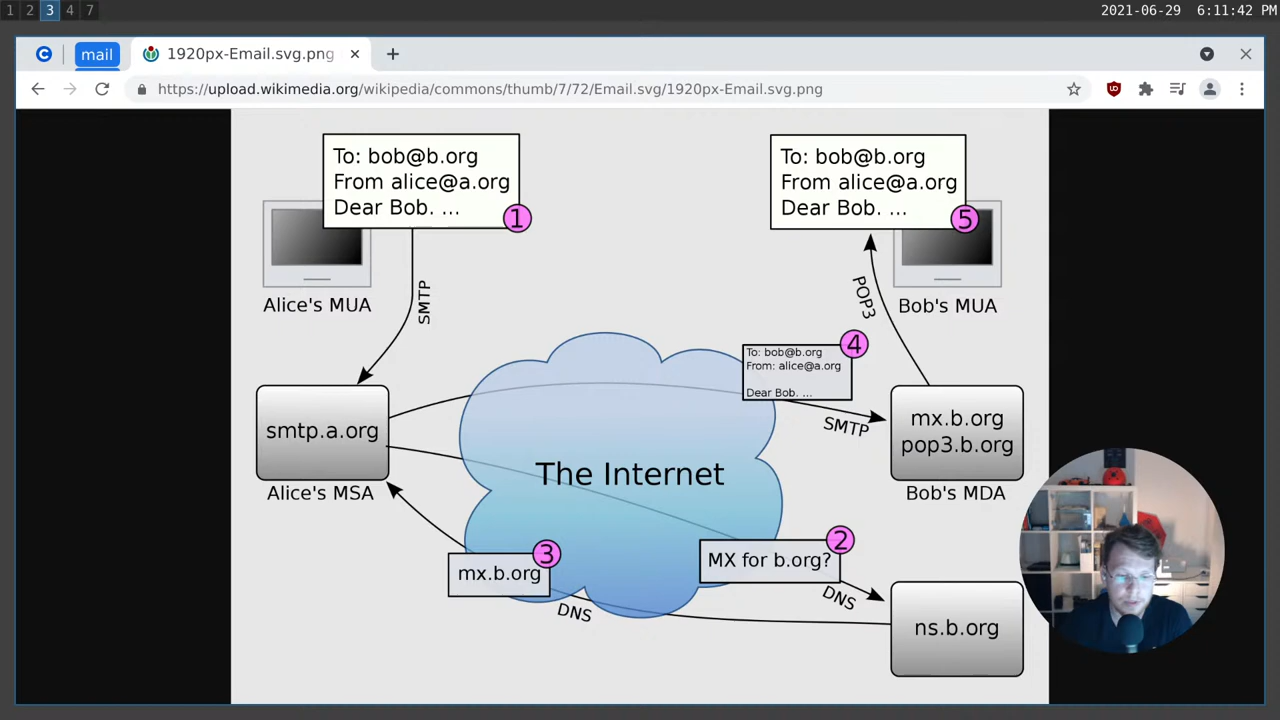 1 2 3 4 7
2021-06-29 6:11:42 PM
mail
1920px-Email.svg.png
https://upload.wikimedia.org/wikipedia/commons/thumb/7/72/Email.svg/1920px-Email.svg.png
To: bob@b.org
From alice@a.org
Dear Bob. ...
1
Alice's MUA
SMTP
To: bob@b.org
From alice@a.org
Dear Bob. ...
5
Bob's MUA
POP3
4
To: bob@b.org
From: alice@a.org
Dear Bob. ...
SMTP
smtp.a.org
Alice's MSA
mx.b.org
pop3.b.org
Bob's MDA
The Internet
2
MX for b.org?
DNS
3
mx.b.org
DNS
ns.b.org